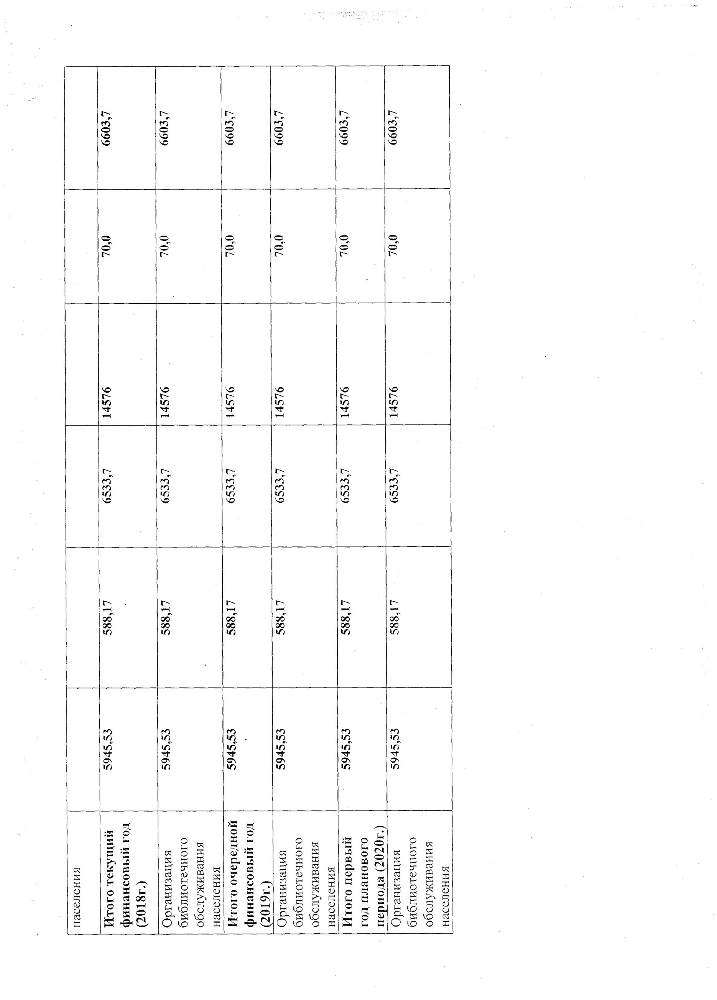 населения
Итого текущий 5945,53 588,17 6533,7 14576 70,0 6603,7
финансовый год
(2018г.)
Организация 5945,53 588,17 6533,7 14576 70,0 6603,7
библиотечного
обслуживания
населения
Итого очередной 5945,53 588,17 6533,7 14576 70,0 6603,7
финансовый год
(2019г.)
Организация 5945,53 588,17 6533,7 14576 70,0 6603,7
библиотечного
обслуживания
населения
Итого первый 5945,53 588,17 6533,7 14576 70,0 6603,7
год планового
периода (2020г.)
Организация 5945,53 588,17 6533,7 14576 70,0 6603,7
библиотечного
обслуживания
населения